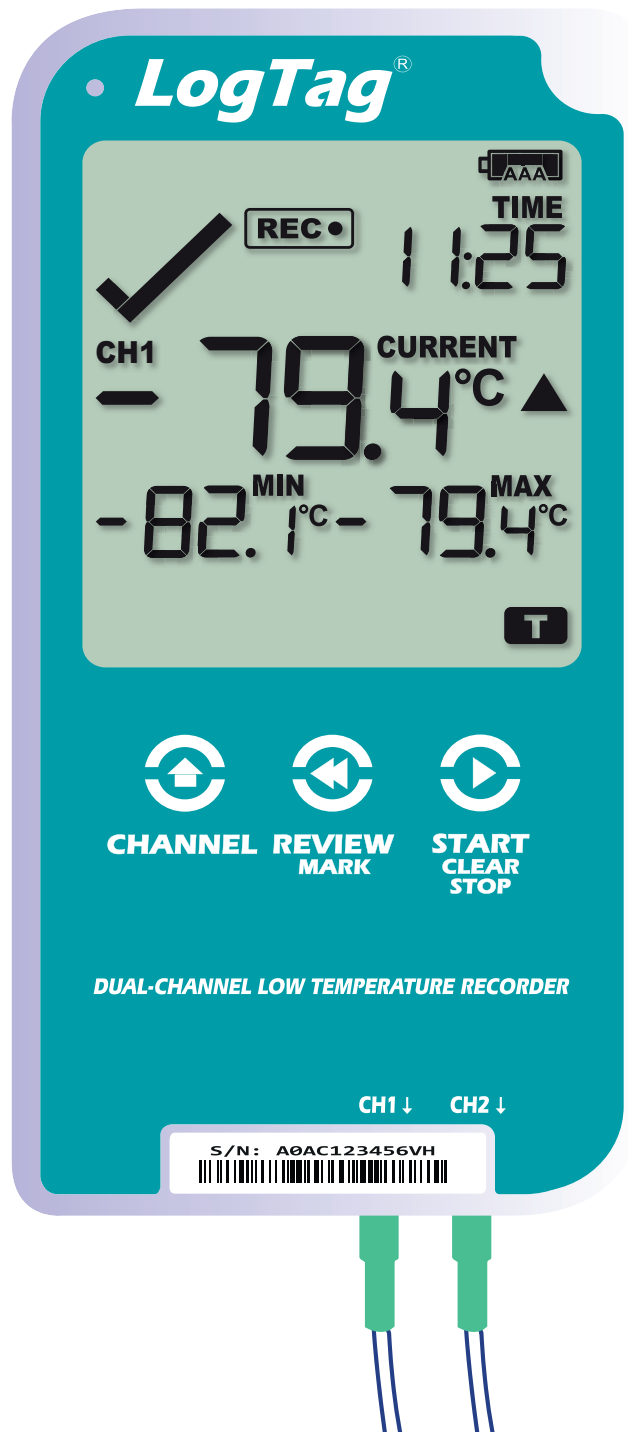 LogTag®
AAA
TIME
REC
11:25
CH1
CURRENT
-79.4°C
MIN
MAX
-82.1°C
-79.4°C
T
CHANNEL
REVIEW
MARK
START
CLEAR
STOP
DUAL-CHANNEL LOW TEMPERATURE RECORDER
CH1↓ CH2↓
S/N: A0AC123456VH